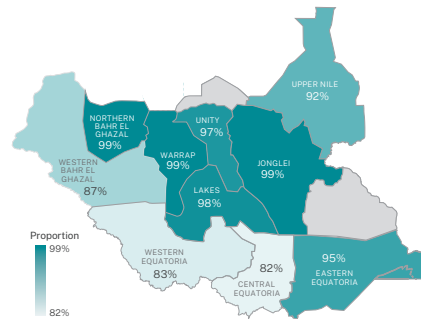 UPPER NILE
92%
NORTHERN
BAHR EL
GHAZAL
99%
UNITY
97%
WARRAP
99%
JONGLEI
99%
WESTERN
BAHR EL
GHAZAL
87%
LAKES
98%
WESTERN
EQUATORIA
83%
82%
CENTRAL
EQUATORIA
95%
EASTERN
EQUATORIA
Proportion
99%
82%